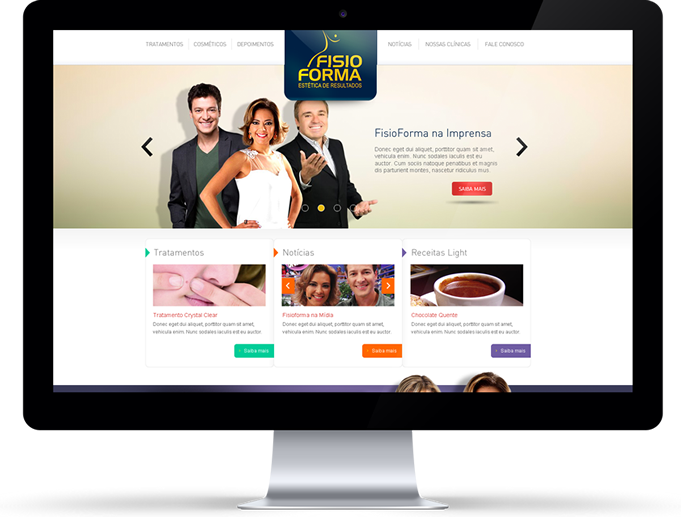 TRATAMENTOS
COSMÉTICOS
DEPOIMENTOS
FISIO
FORMA
ESTÉTICA DE RESULTADOS
NOTÍCIAS
NOSSAS CLÍNICAS
FALE CONOSCO
FisioForma na Imprensa
Donec eget dui aliquet, porttitor quam sit amet,
vehicula enim. Nunc sodales iaculis est eu
auctor. Cum sociis natoque penatibus et magnis
dis parturient montes, nascetur ridiculus mus.
SAIBA MAIS
Tratamentos
Tratamento Crystal Clear
Donec eget dui aliquet, porttitor quam sit amet,
vehicula enim. Nunc sodales iaculis est eu auctor.
Saiba mais
Notícias
Fisioforma na Mídia
Donec eget dui aliquet, porttitor quam sit amet,
vehicula enim. Nunc sodales iaculis est eu auctor.
Saiba mais
Receitas Light
Chocolate Quente
Donec eget dui aliquet, porttitor quam sit amet,
vehicula enim. Nunc sodales iaculis est eu auctor.
Saiba mais